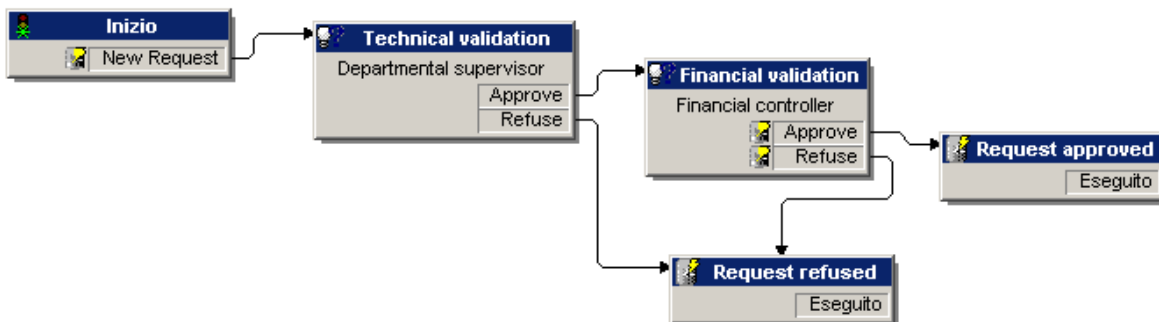 Inizio
New Request
Technical validation
Departmental supervisor
Approve
Refuse
Financial validation
Financial controller
Approve
Refuse
Request approved
Eseguito
Request refused
Eseguito